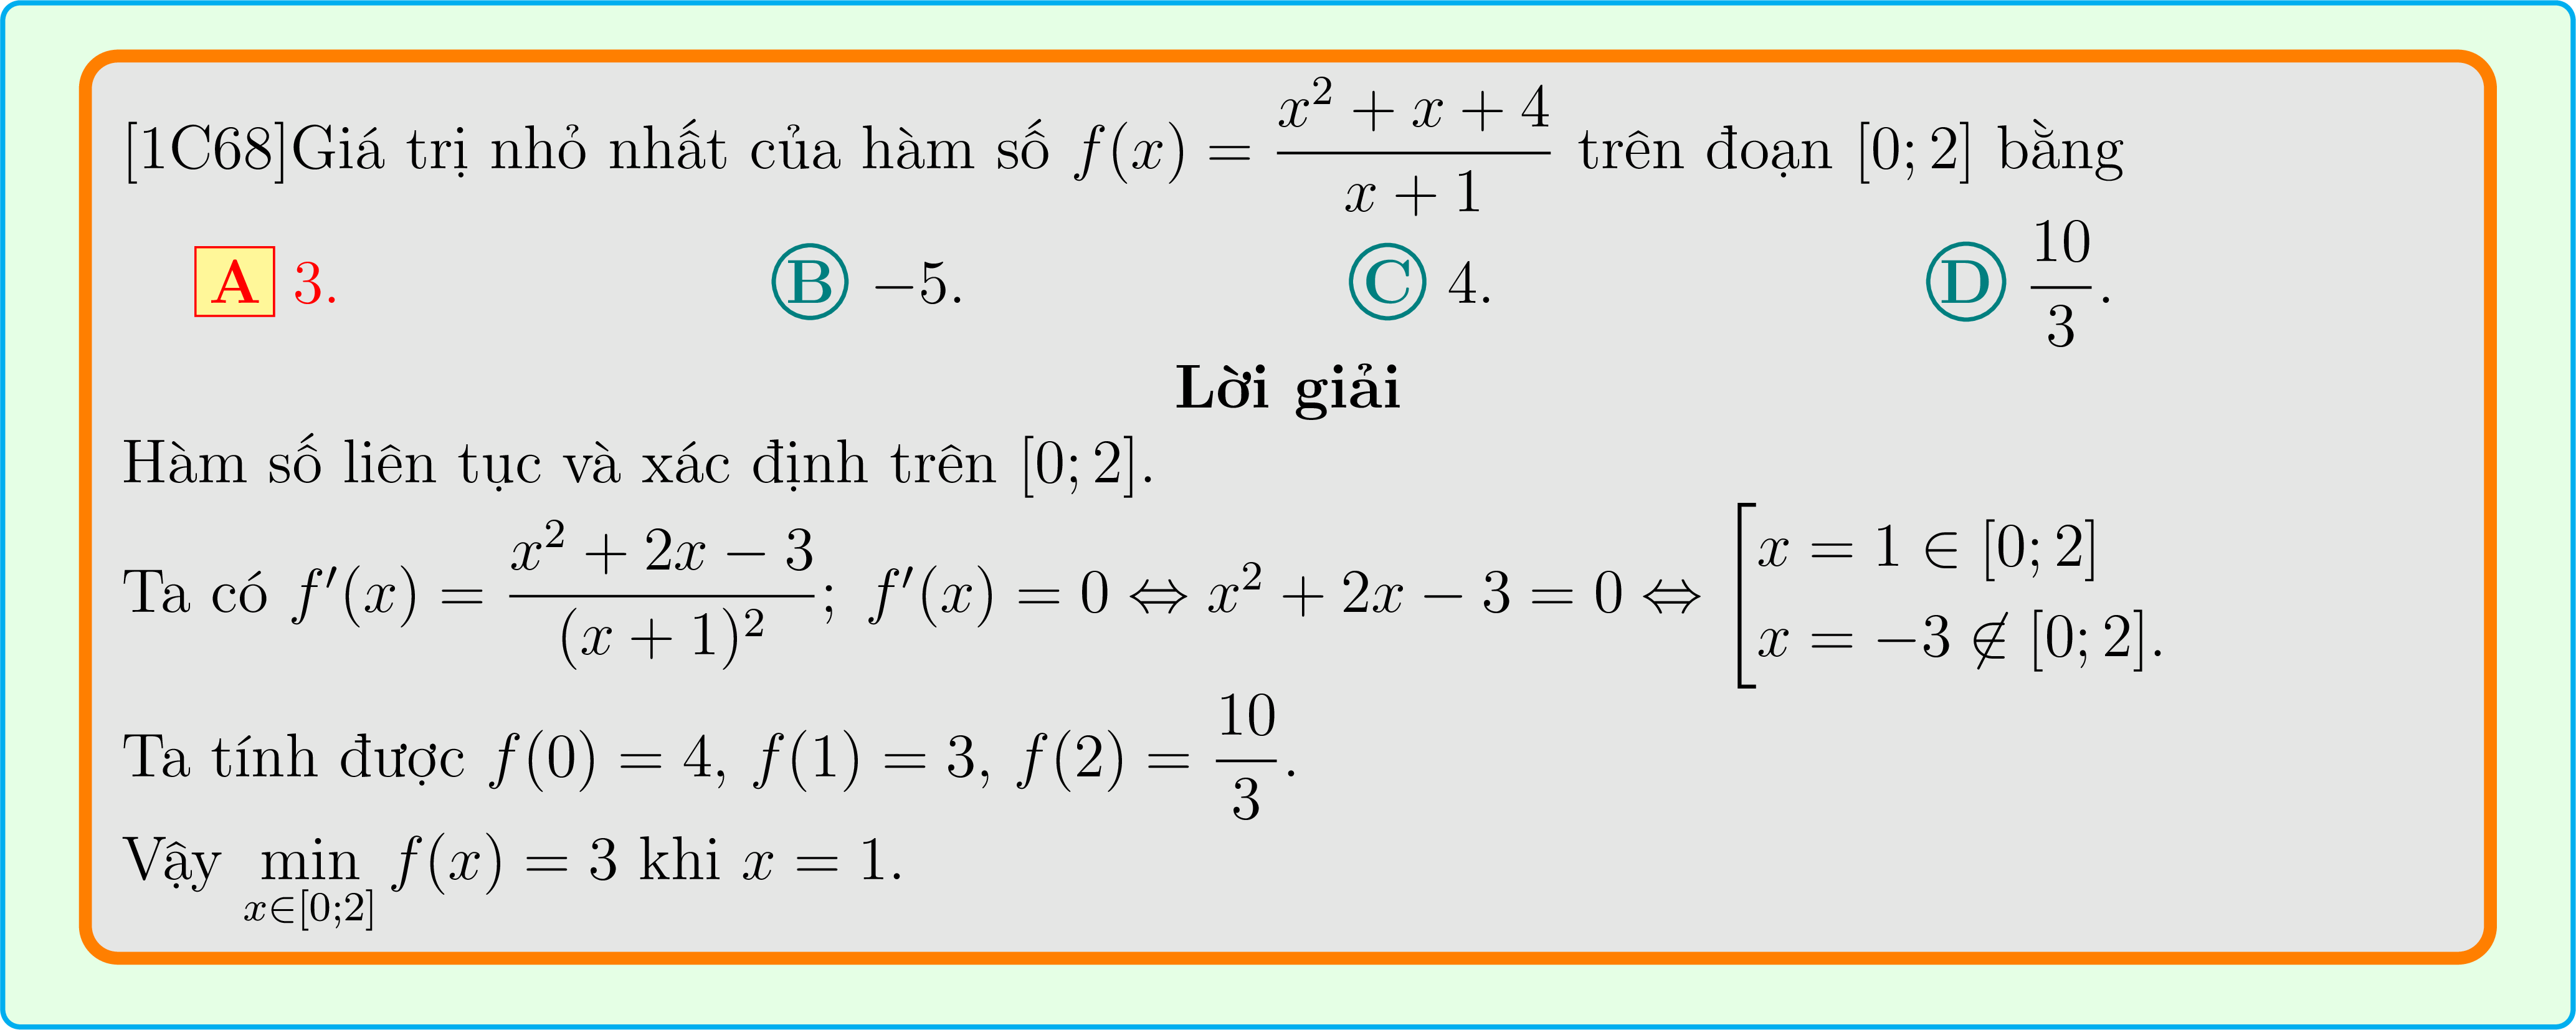 [1C68]Giá trị nhỏ nhất của hàm số $f(x) = \dfrac{x^2 + x + 4}{x + 1}$ trên đoạn $[0; 2]$ bằng
A 3. B −5. C 4. D $\dfrac{10}{3}$.
Lời giải
Hàm số liên tục và xác định trên $[0; 2]$.
Ta có $f'(x) = \dfrac{x^2 + 2x - 3}{(x + 1)^2}$; $f'(x) = 0 \Leftrightarrow x^2 + 2x - 3 = 0 \Leftrightarrow \left[\begin{array}{l} x = 1 \in [0; 2] \\ x = -3 \notin [0; 2]. \end{array}\right.$
Ta tính được $f(0) = 4$, $f(1) = 3$, $f(2) = \dfrac{10}{3}$.
Vậy $\min\limits_{x \in [0;2]} f(x) = 3$ khi $x = 1$.